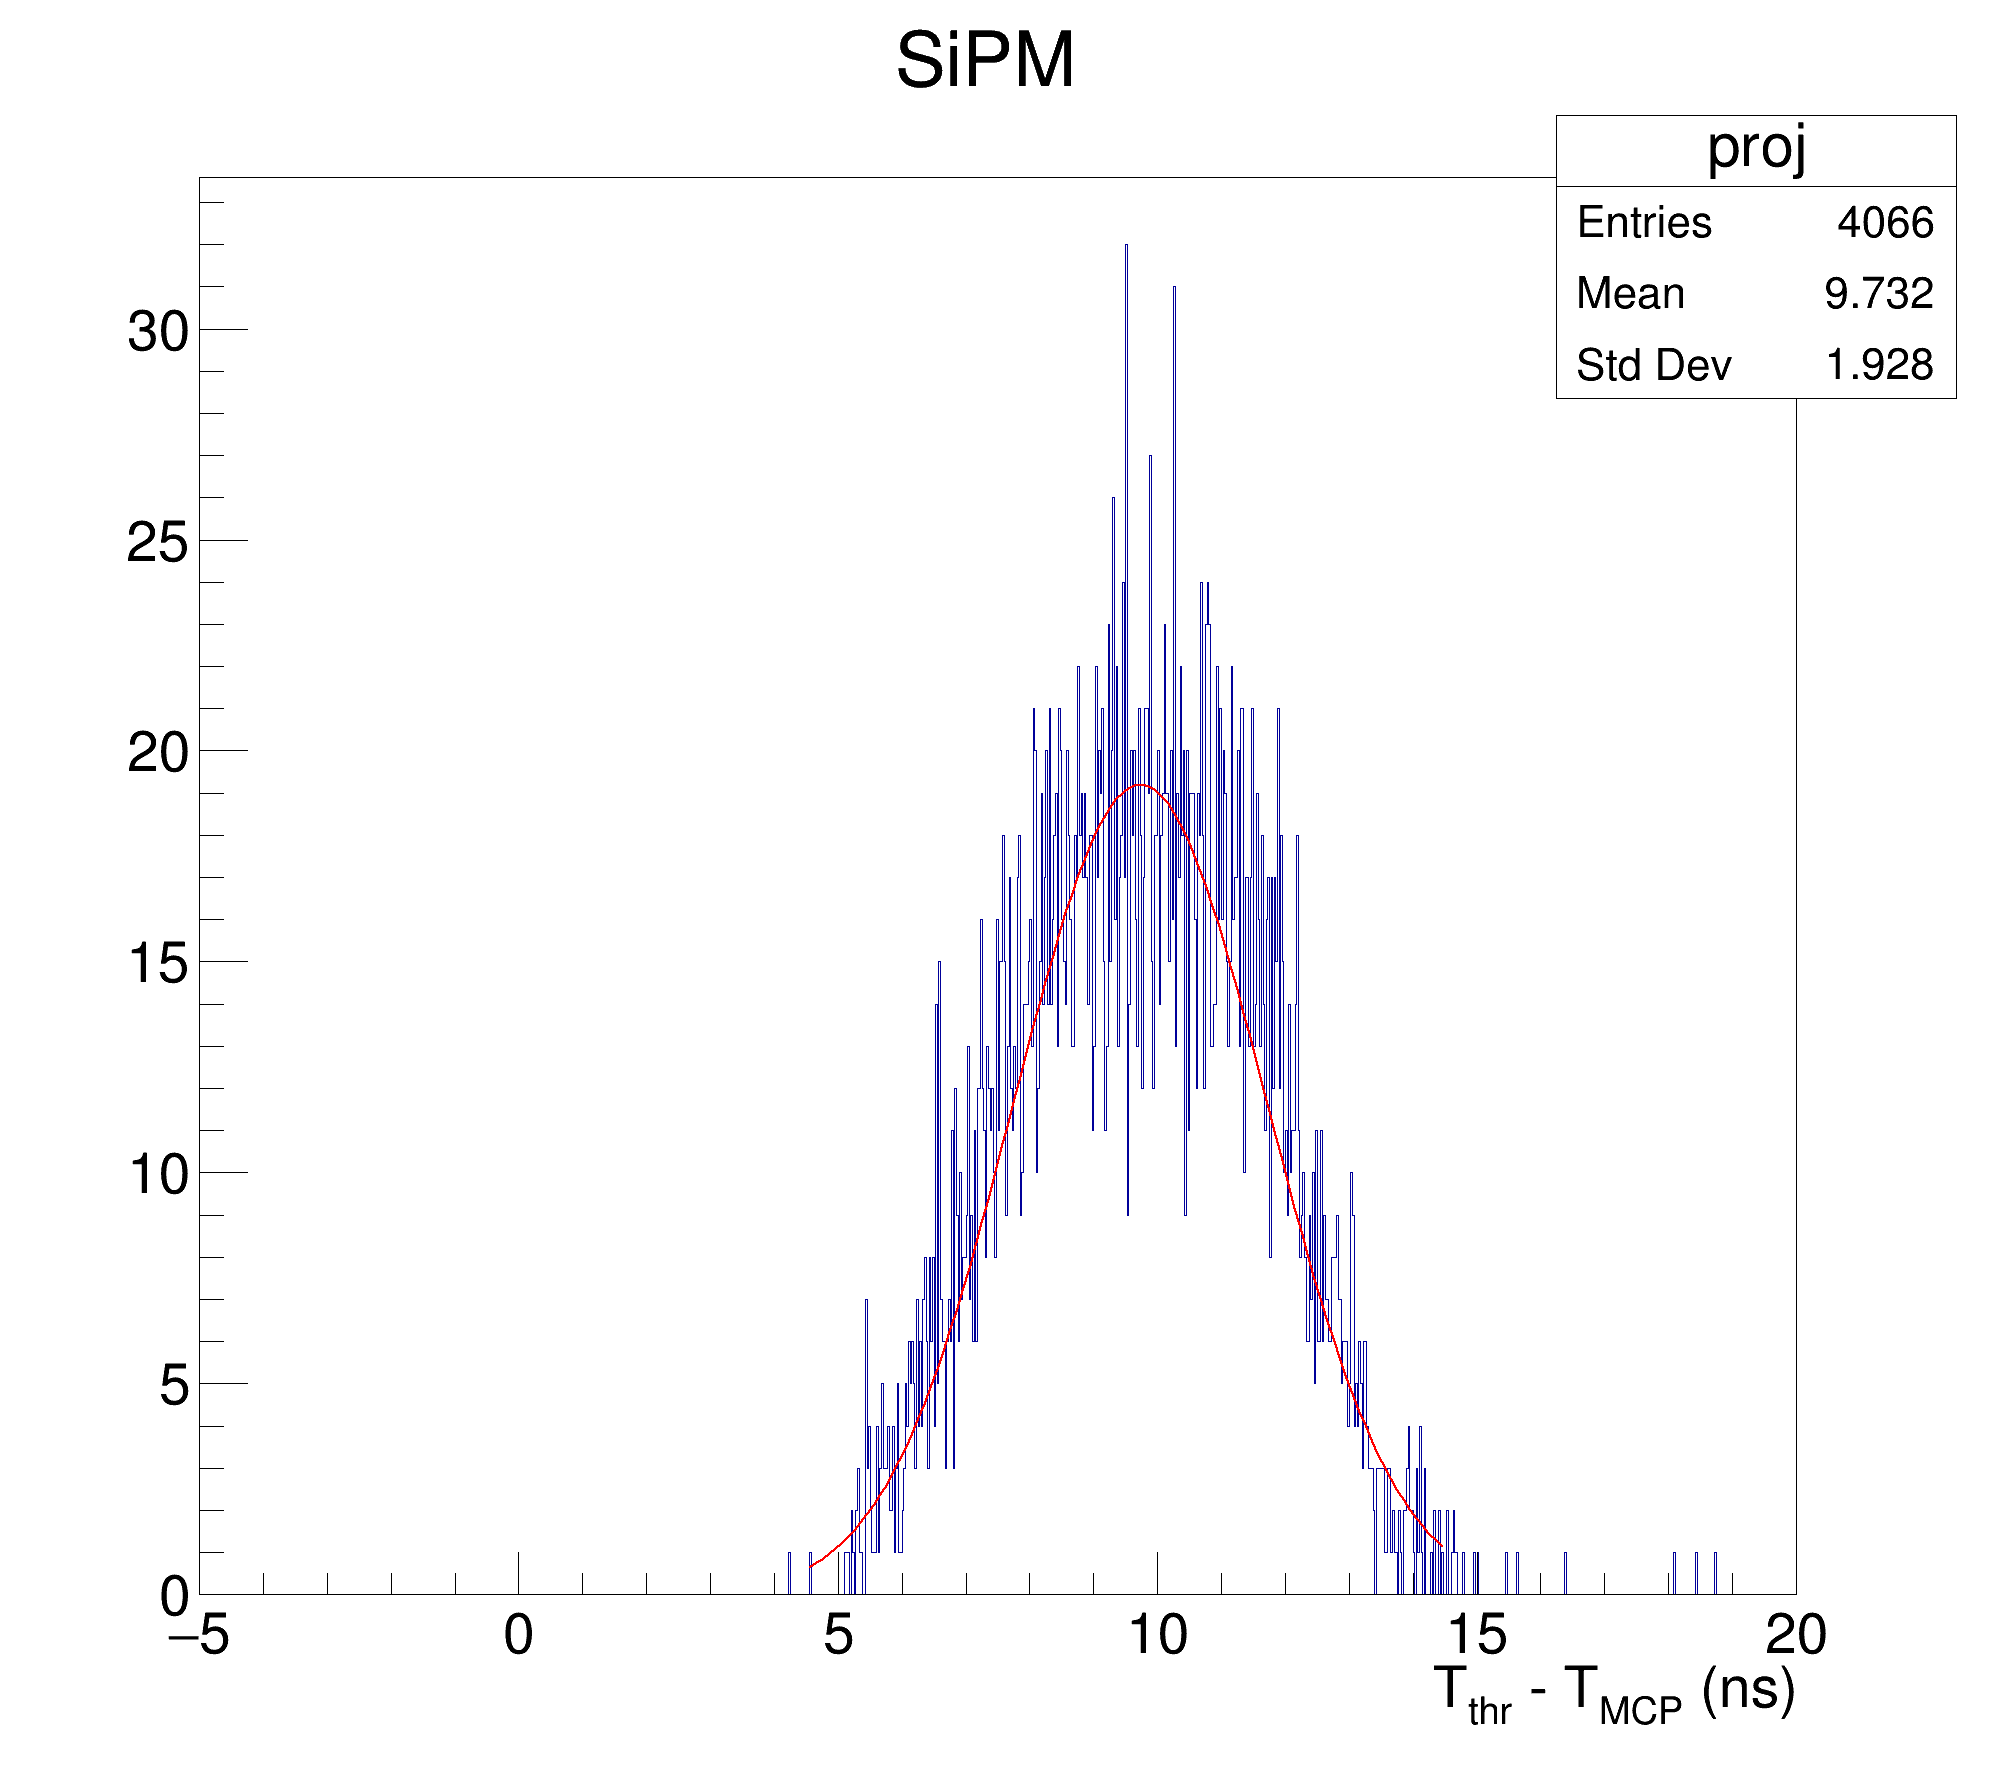 SiPM
proj
Entries 4066
Mean 9.732
Std Dev 1.928
30
25
20
15
10
5
0
−5 0 5 10 15 20
T_thr - T_MCP (ns)